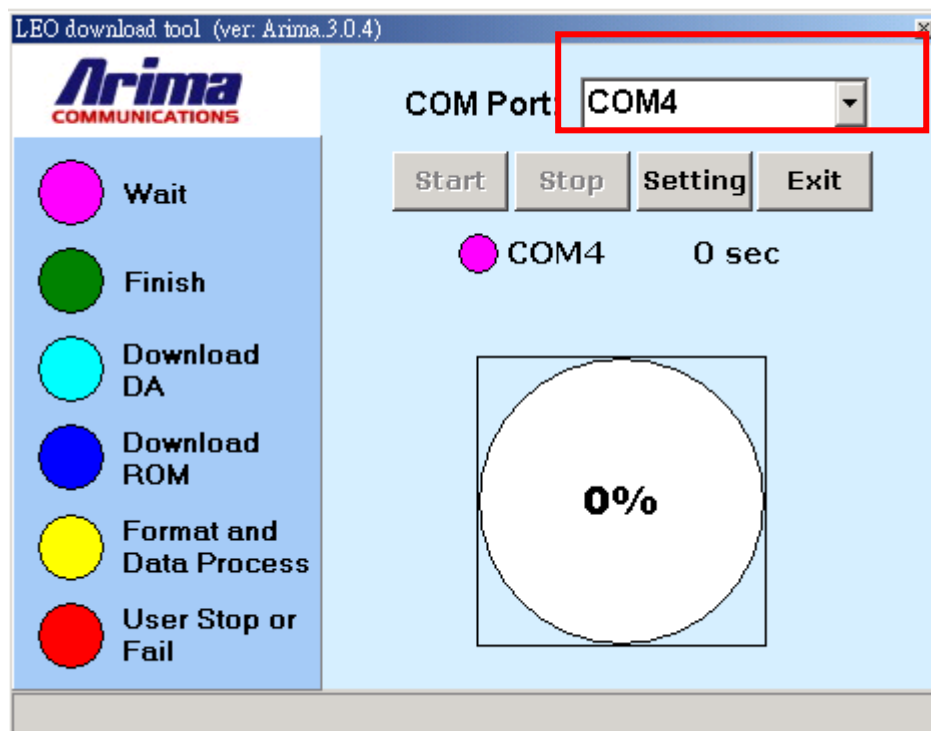 LEO download tool (ver: Arima.3.0.4)
Arima
COMMUNICATIONS
COM Port: COM4
Start Stop Setting Exit
COM4 0 sec
Wait
Finish
Download
DA
Download
ROM
Format and
Data Process
User Stop or
Fail
0%